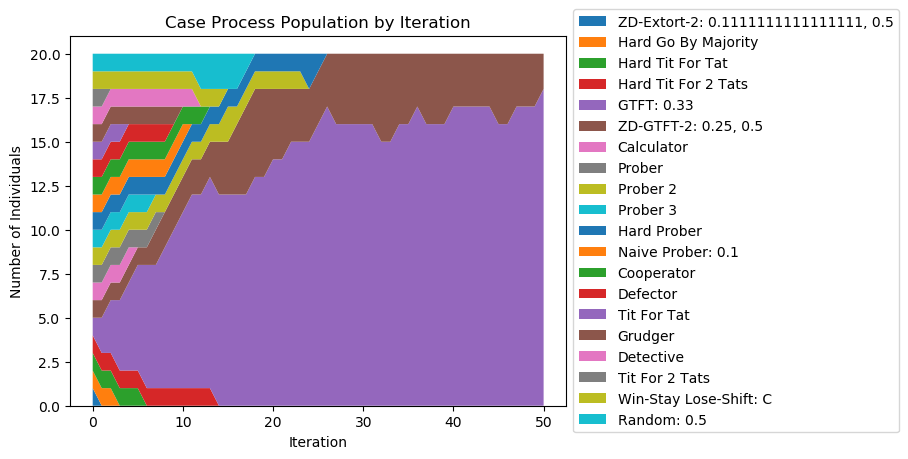 Case Process Population by Iteration
Number of Individuals
20.0
17.5
15.0
12.5
10.0
7.5
5.0
2.5
0.0
0 10 20 30 40 50
Iteration
ZD-Extort-2: 0.1111111111111111, 0.5
Hard Go By Majority
Hard Tit For Tat
Hard Tit For 2 Tats
GTFT: 0.33
ZD-GTFT-2: 0.25, 0.5
Calculator
Prober
Prober 2
Prober 3
Hard Prober
Naive Prober: 0.1
Cooperator
Defector
Tit For Tat
Grudger
Detective
Tit For 2 Tats
Win-Stay Lose-Shift: C
Random: 0.5